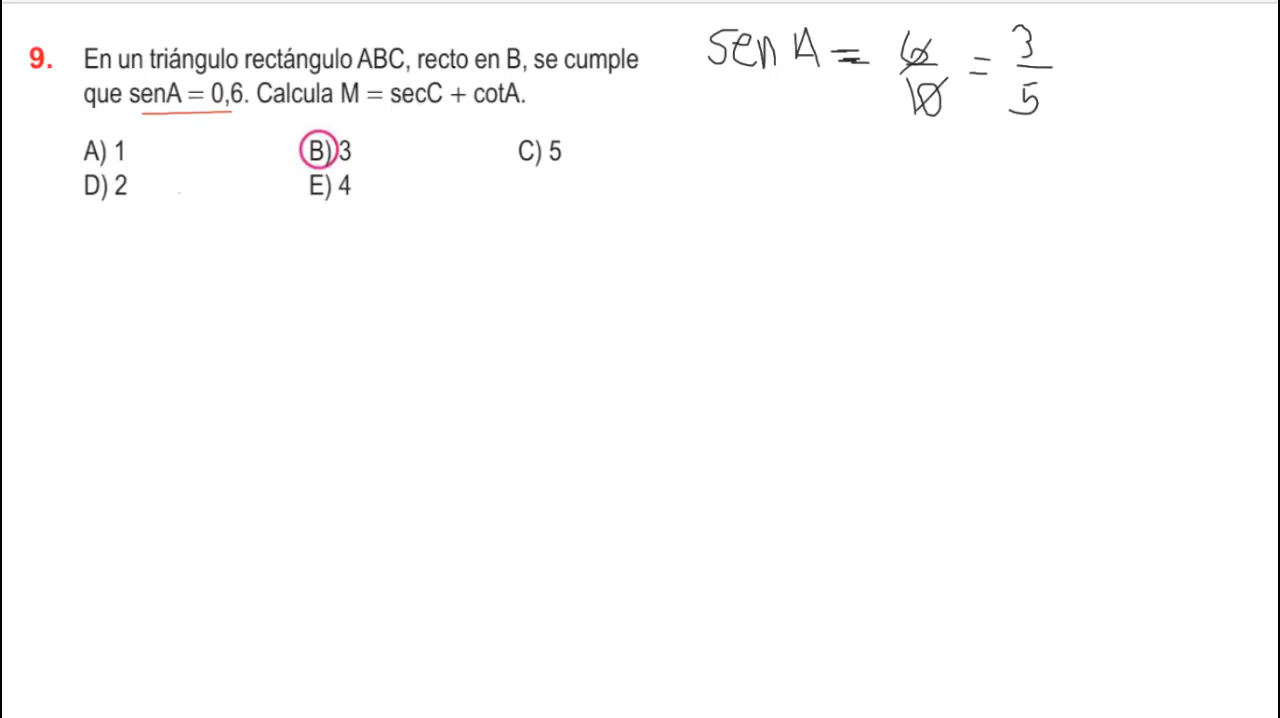 9. En un triángulo rectángulo ABC, recto en B, se cumple
que senA = 0,6. Calcula M = secC + cotA.
A) 1 B) 3 C) 5
D) 2 E) 4
sen A = 6/10 = 3/5